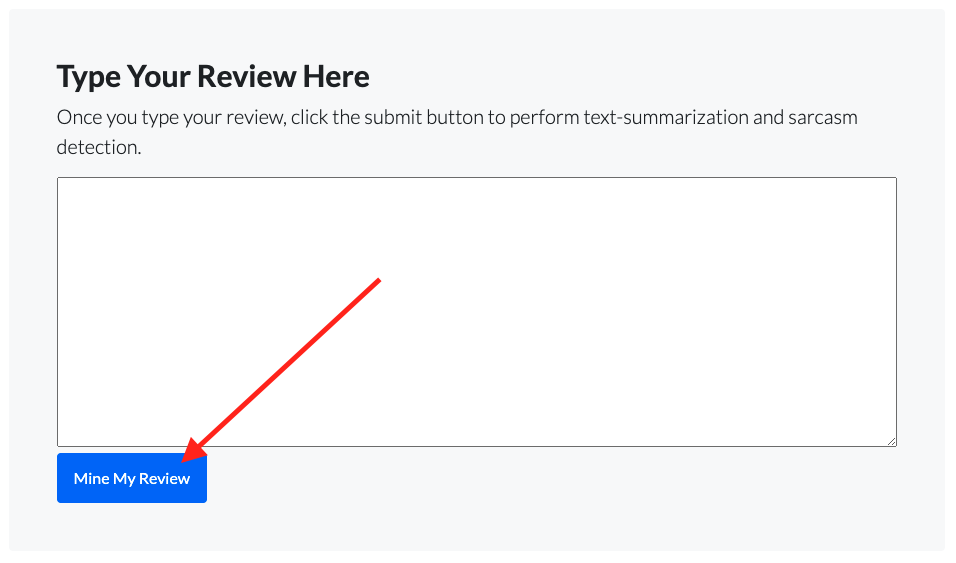 Type Your Review Here
Once you type your review, click the submit button to perform text-summarization and sarcasm
detection.
Mine My Review